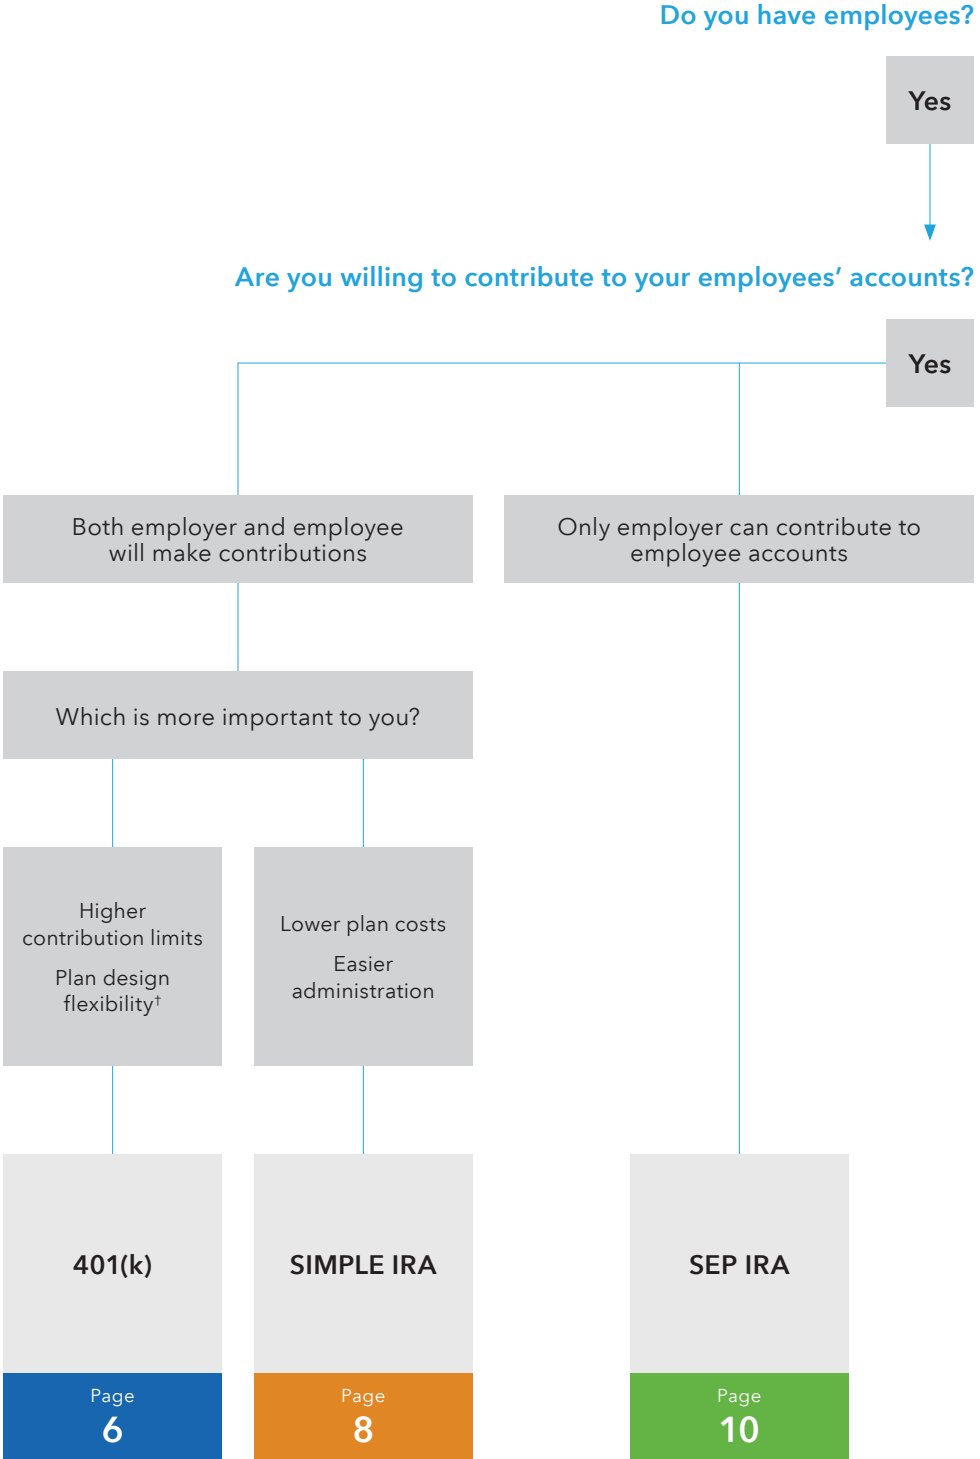 Do you have employees?
Yes
Are you willing to contribute to your employees’ accounts?
Yes
Both employer and employee
will make contributions
Only employer can contribute to
employee accounts
Which is more important to you?
Higher
contribution limits
Plan design
flexibility†
Lower plan costs
Easier
administration
401(k)
Page
6
SIMPLE IRA
Page
8
SEP IRA
Page
10